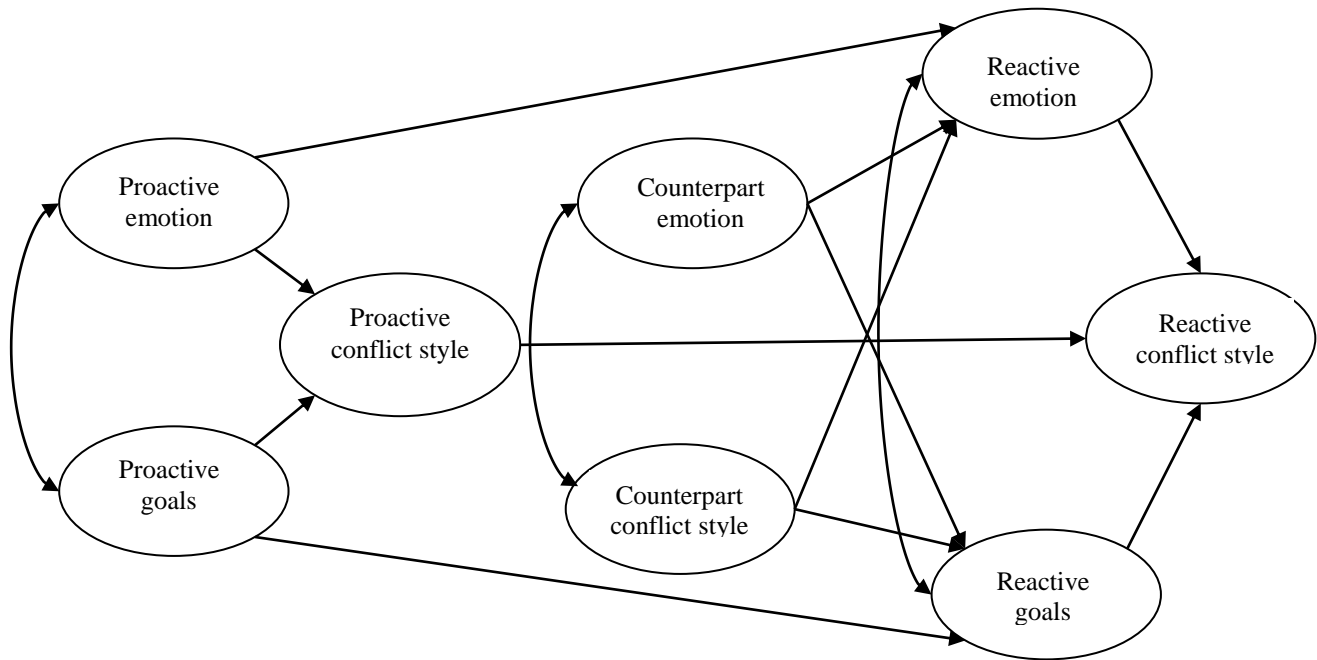 Reactive
emotion
Proactive
emotion
Counterpart
emotion
Proactive
conflict style
Reactive
conflict style
Proactive
goals
Counterpart
conflict style
Reactive
goals